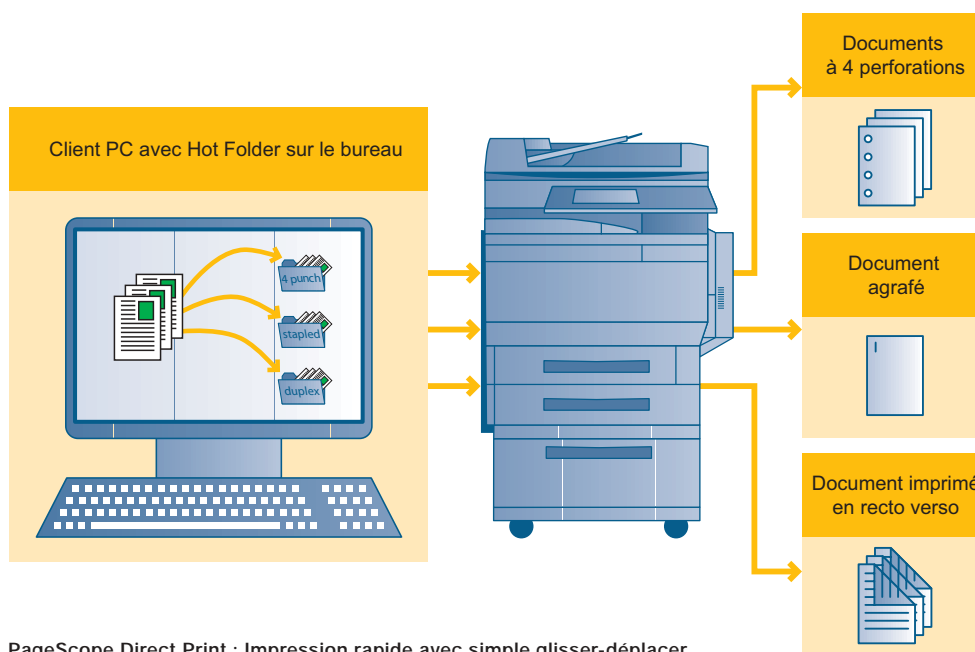 Documents
à 4 perforations
Client PC avec Hot Folder sur le bureau
4 punch
stapled
duplex
Document
agrafé
Document imprimé
en recto verso
PageScope Direct Print : Impression rapide avec simple glisser-déplacer